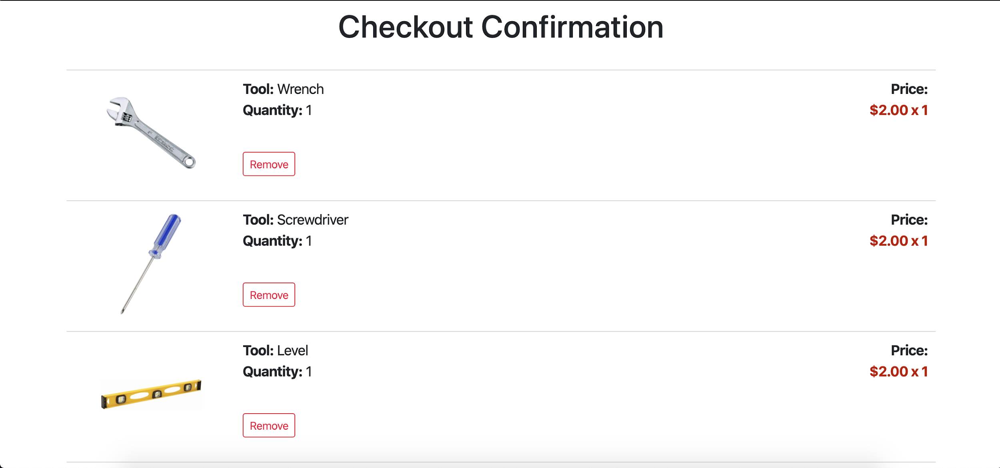 Checkout Confirmation
Tool: Wrench
Quantity: 1
Price:
$2.00 x 1
Remove
Tool: Screwdriver
Quantity: 1
Price:
$2.00 x 1
Remove
Tool: Level
Quantity: 1
Price:
$2.00 x 1
Remove